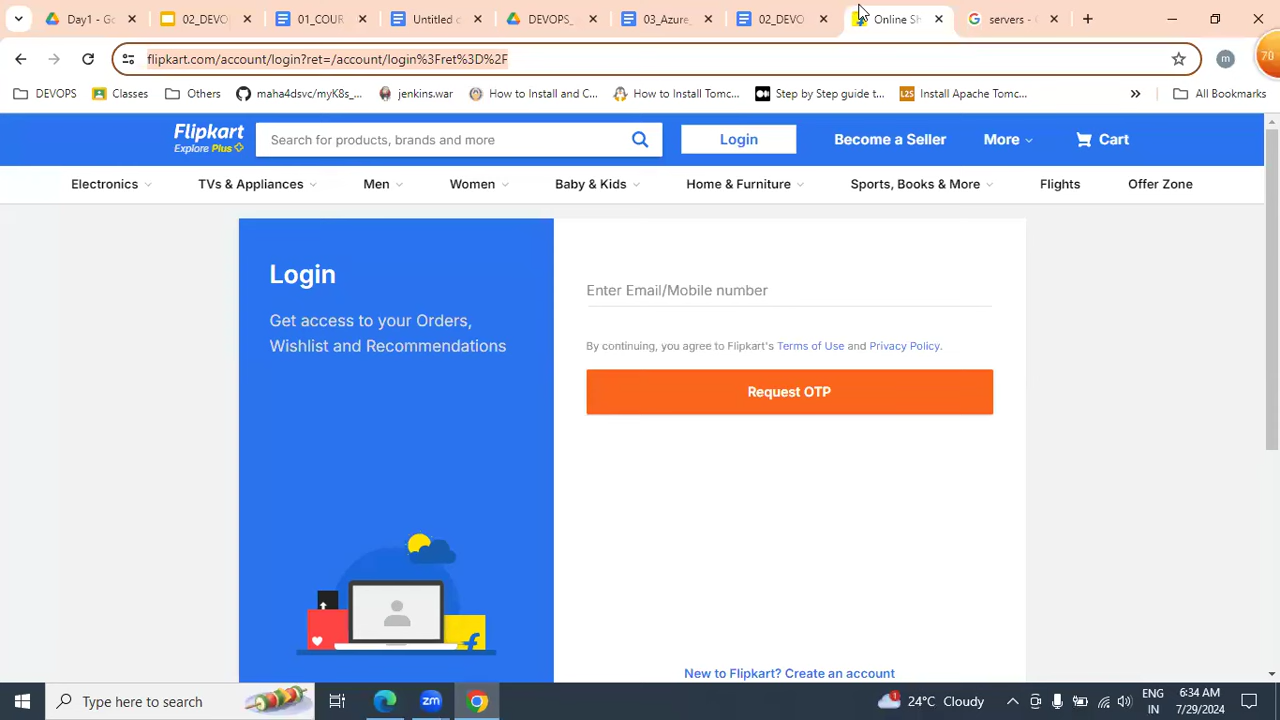 Day1 - Go
02_DEVO
01_COUR
Untitled
DEVOPS_
03_Azure_
02_DEVO
Online Sh
servers - G
flipkart.com/account/login?ret=/account/login%3Fret%3D%2F
m
70
DEVOPS
Classes
Others
maha4dsvc/myK8s_...
jenkins.war
How to Install and C...
How to Install Tomc...
Step by Step guide t...
Install Apache Tomc...
»
All Bookmarks
Flipkart
Explore Plus
Search for products, brands and more
Login
Become a Seller
More
Cart
Electronics
TVs & Appliances
Men
Women
Baby & Kids
Home & Furniture
Sports, Books & More
Flights
Offer Zone
Login
Get access to your Orders,
Wishlist and Recommendations
Enter Email/Mobile number
By continuing, you agree to Flipkart's Terms of Use and Privacy Policy.
Request OTP
New to Flipkart? Create an account
Type here to search
zm
1
24°C Cloudy
ENG
IN
6:34 AM
7/29/2024